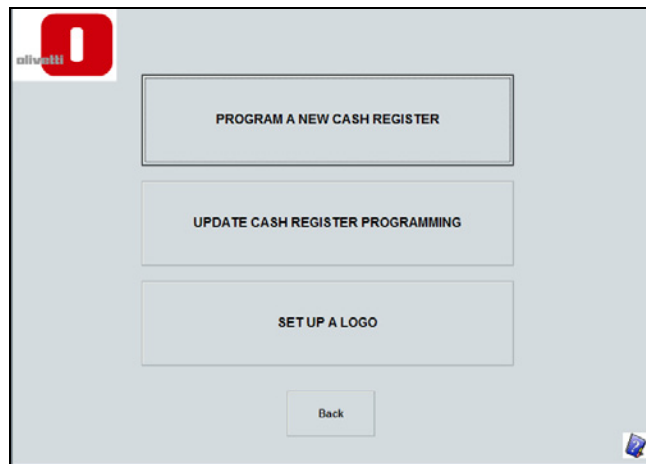 olivetti
PROGRAM A NEW CASH REGISTER
UPDATE CASH REGISTER PROGRAMMING
SET UP A LOGO
Back